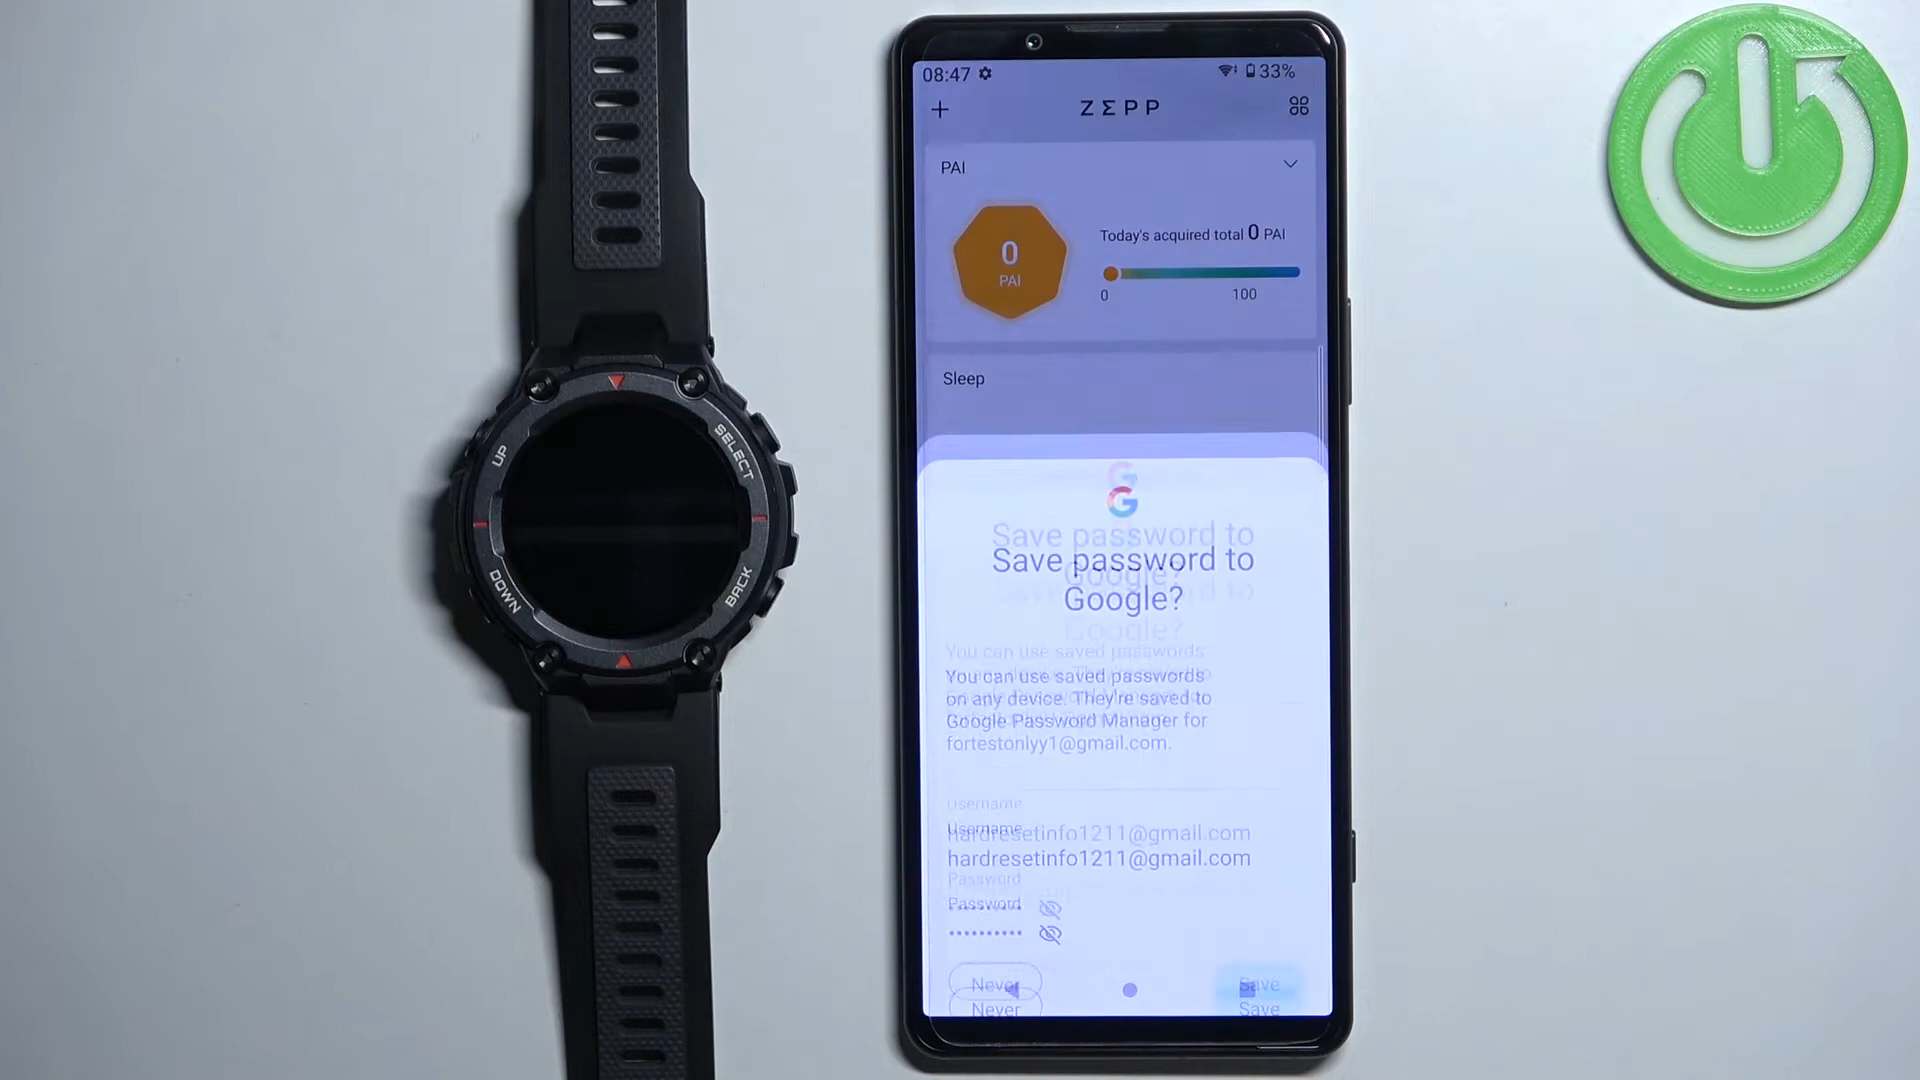 08:47
33%
ZΣPP
PAI
0
PAI
Today's acquired total 0 PAI
0 100
Sleep
G
Save password to
Google?
You can use saved passwords
on any device. They're saved to
Google Password Manager for
fortestonlyy1@gmail.com.
Username
hardresetinfo1211@gmail.com
Password
••••••••••
Never Save
UP
SELECT
DOWN
BACK